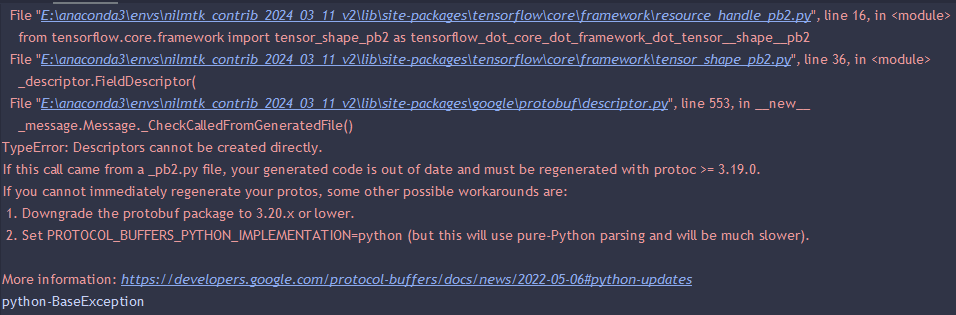 File "E:\anaconda3\envs\nilmtk_contrib_2024_03_11_v2\lib\site-packages\tensorflow\core\framework\resource_handle_pb2.py", line 16, in <module>
from tensorflow.core.framework import tensor_shape_pb2 as tensorflow_dot_core_dot_framework_dot_tensor__shape__pb2
File "E:\anaconda3\envs\nilmtk_contrib_2024_03_11_v2\lib\site-packages\tensorflow\core\framework\tensor_shape_pb2.py", line 36, in <module>
_descriptor.FieldDescriptor(
File "E:\anaconda3\envs\nilmtk_contrib_2024_03_11_v2\lib\site-packages\google\protobuf\descriptor.py", line 553, in __new__
_message.Message._CheckCalledFromGeneratedFile()
TypeError: Descriptors cannot be created directly.
If this call came from a _pb2.py file, your generated code is out of date and must be regenerated with protoc >= 3.19.0.
If you cannot immediately regenerate your protos, some other possible workarounds are:
1. Downgrade the protobuf package to 3.20.x or lower.
2. Set PROTOCOL_BUFFERS_PYTHON_IMPLEMENTATION=python (but this will use pure-Python parsing and will be much slower).
More information: https://developers.google.com/protocol-buffers/docs/news/2022-05-06#python-updates
python-BaseException